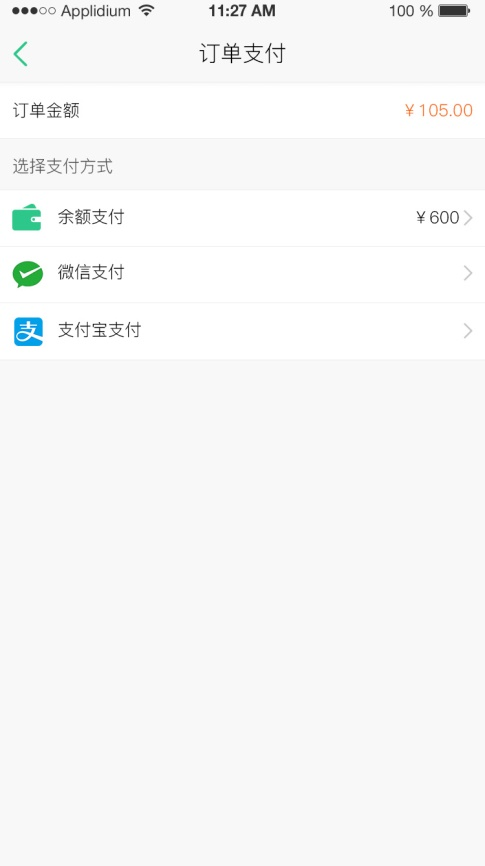 Applidium 11:27 AM 100 %
订单支付
订单金额 ￥105.00
选择支付方式
余额支付 ￥600
微信支付
支 支付宝支付